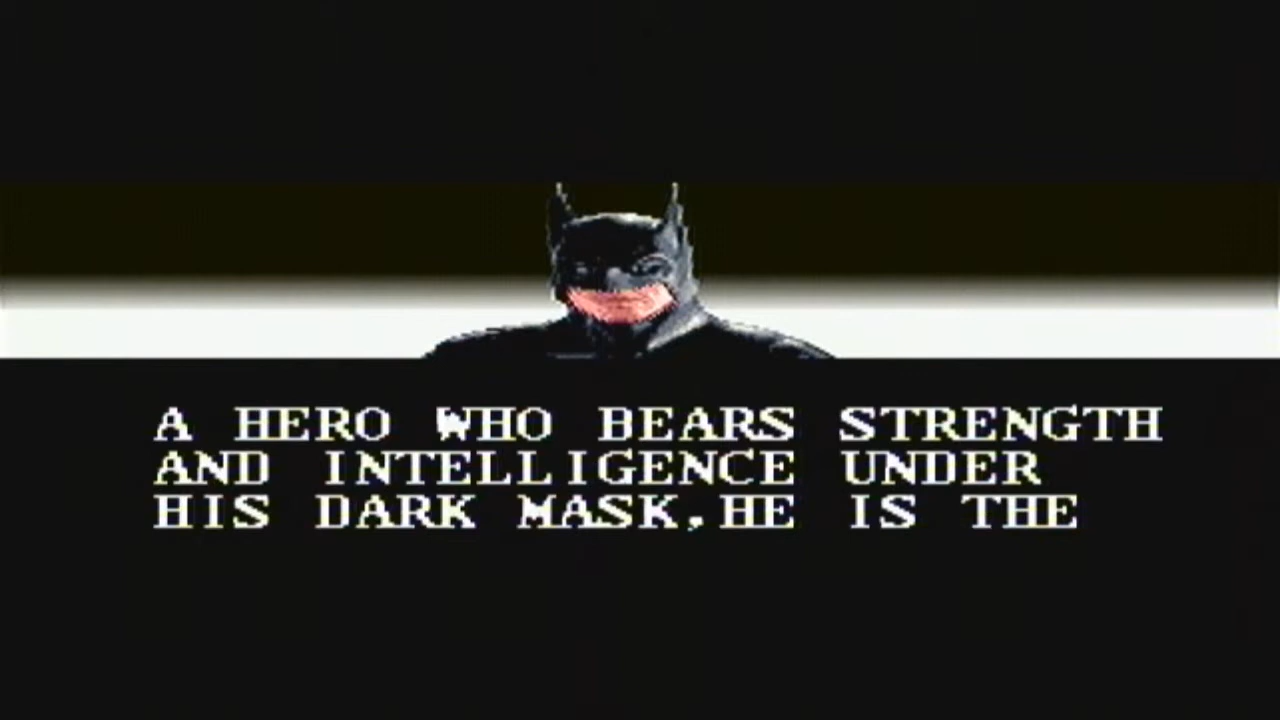 A HERO WHO BEARS STRENGTH
AND INTELLIGENCE UNDER
HIS DARK MASK,HE IS THE